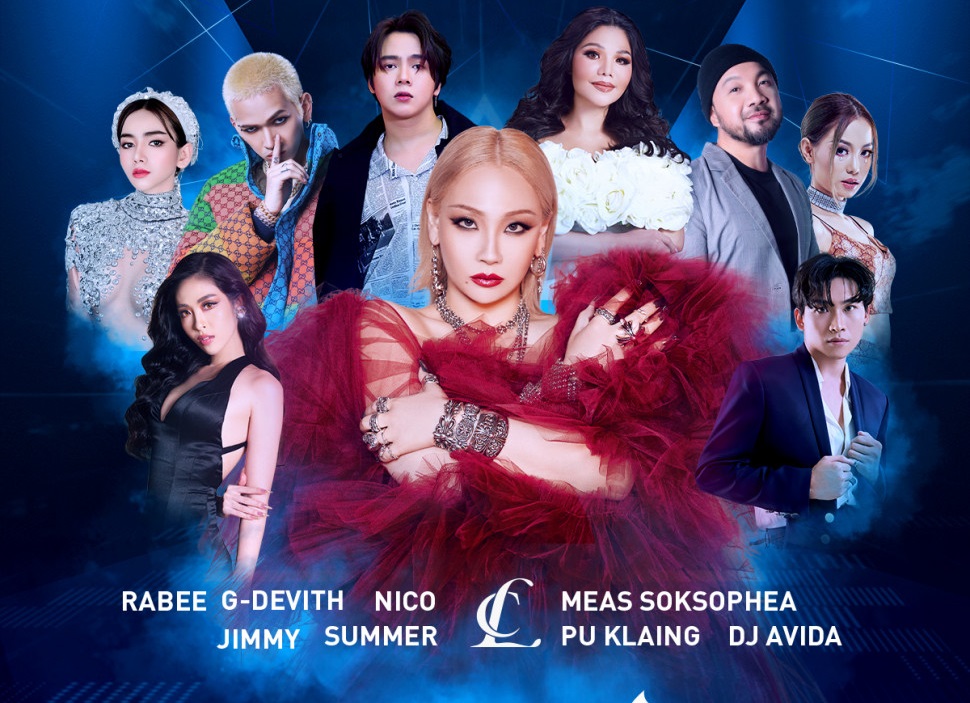 RABEE G-DEVITH NICO CL MEAS SOKSOPHEA
JIMMY SUMMER PU KLAING DJ AVIDA